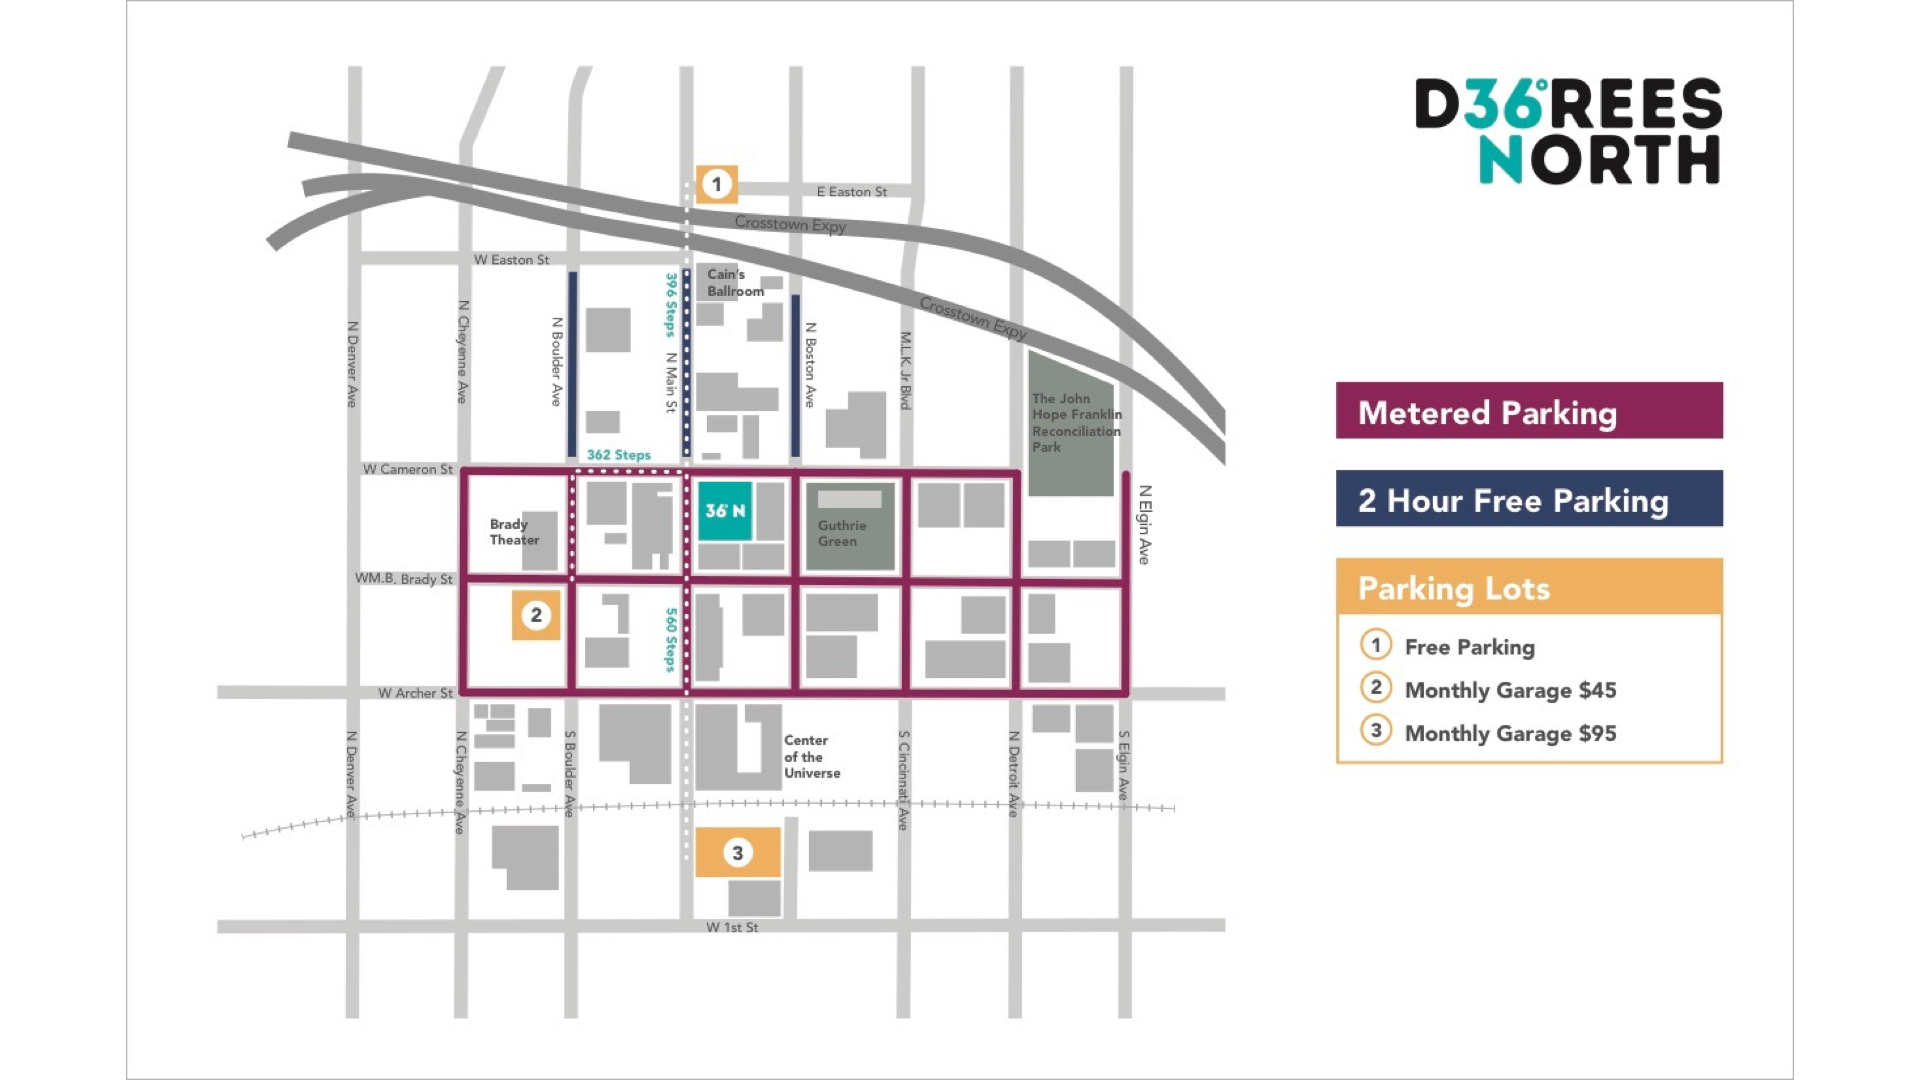 D36°REES
NORTH
1
E Easton St
Crosstown Expy
W Easton St
396 Steps
Cain's
Ballroom
N Denver Ave
N Cheyenne Ave
N Boulder Ave
N Main St
N Boston Ave
M.L.K. Jr Blvd
Crosstown Expy
The John
Hope Franklin
Reconciliation
Park
362 Steps
W Cameron St
N Elgin Ave
Brady
Theater
36°N
Guthrie
Green
WM.B. Brady St
2
560 Steps
W Archer St
N Denver Ave
N Cheyenne Ave
S Boulder Ave
Center
of the
Universe
S Cincinnati Ave
N Detroit Ave
S Elgin Ave
3
W 1st St
Metered Parking
2 Hour Free Parking
Parking Lots
1 Free Parking
2 Monthly Garage $45
3 Monthly Garage $95